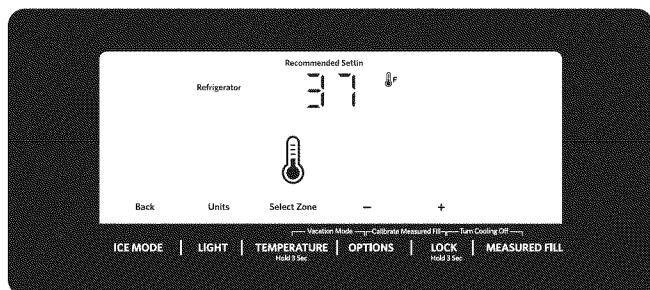 Recommended Settin
Refrigerator 37 F
Back Units Select Zone − +
Vacation Mode Calibrate Measured Fill Turn Cooling Off
ICE MODE LIGHT TEMPERATURE OPTIONS LOCK MEASURED FILL
Hold 3 Sec Hold 3 Sec